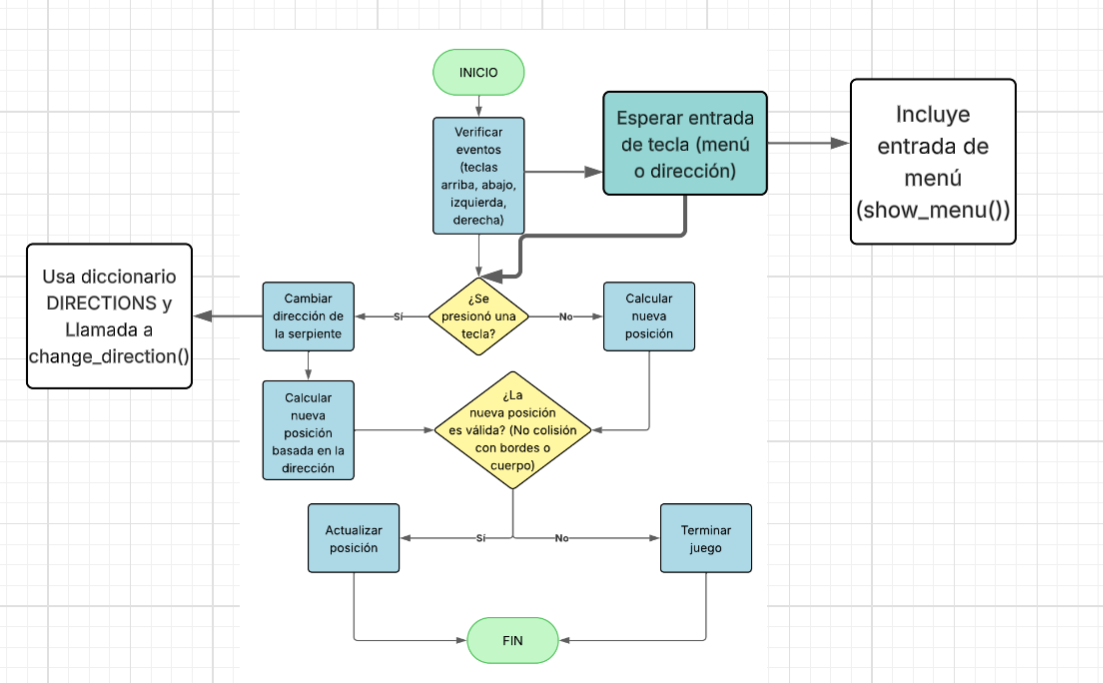 INICIO
Verificar
eventos
(teclas
arriba, abajo,
izquierda,
derecha)
Esperar entrada
de tecla (menú
o dirección)
Incluye
entrada de
menú
(show_menu())
Usa diccionario
DIRECTIONS y
Llamada a
change_direction()
Cambiar
dirección de
la serpiente
Sí
¿Se
presionó una
tecla?
No
Calcular
nueva
posición
Calcular
nueva
posición
basada en la
dirección
¿La
nueva posición
es válida? (No colisión
con bordes o
cuerpo)
Actualizar
posición
Sí
No
Terminar
juego
FIN